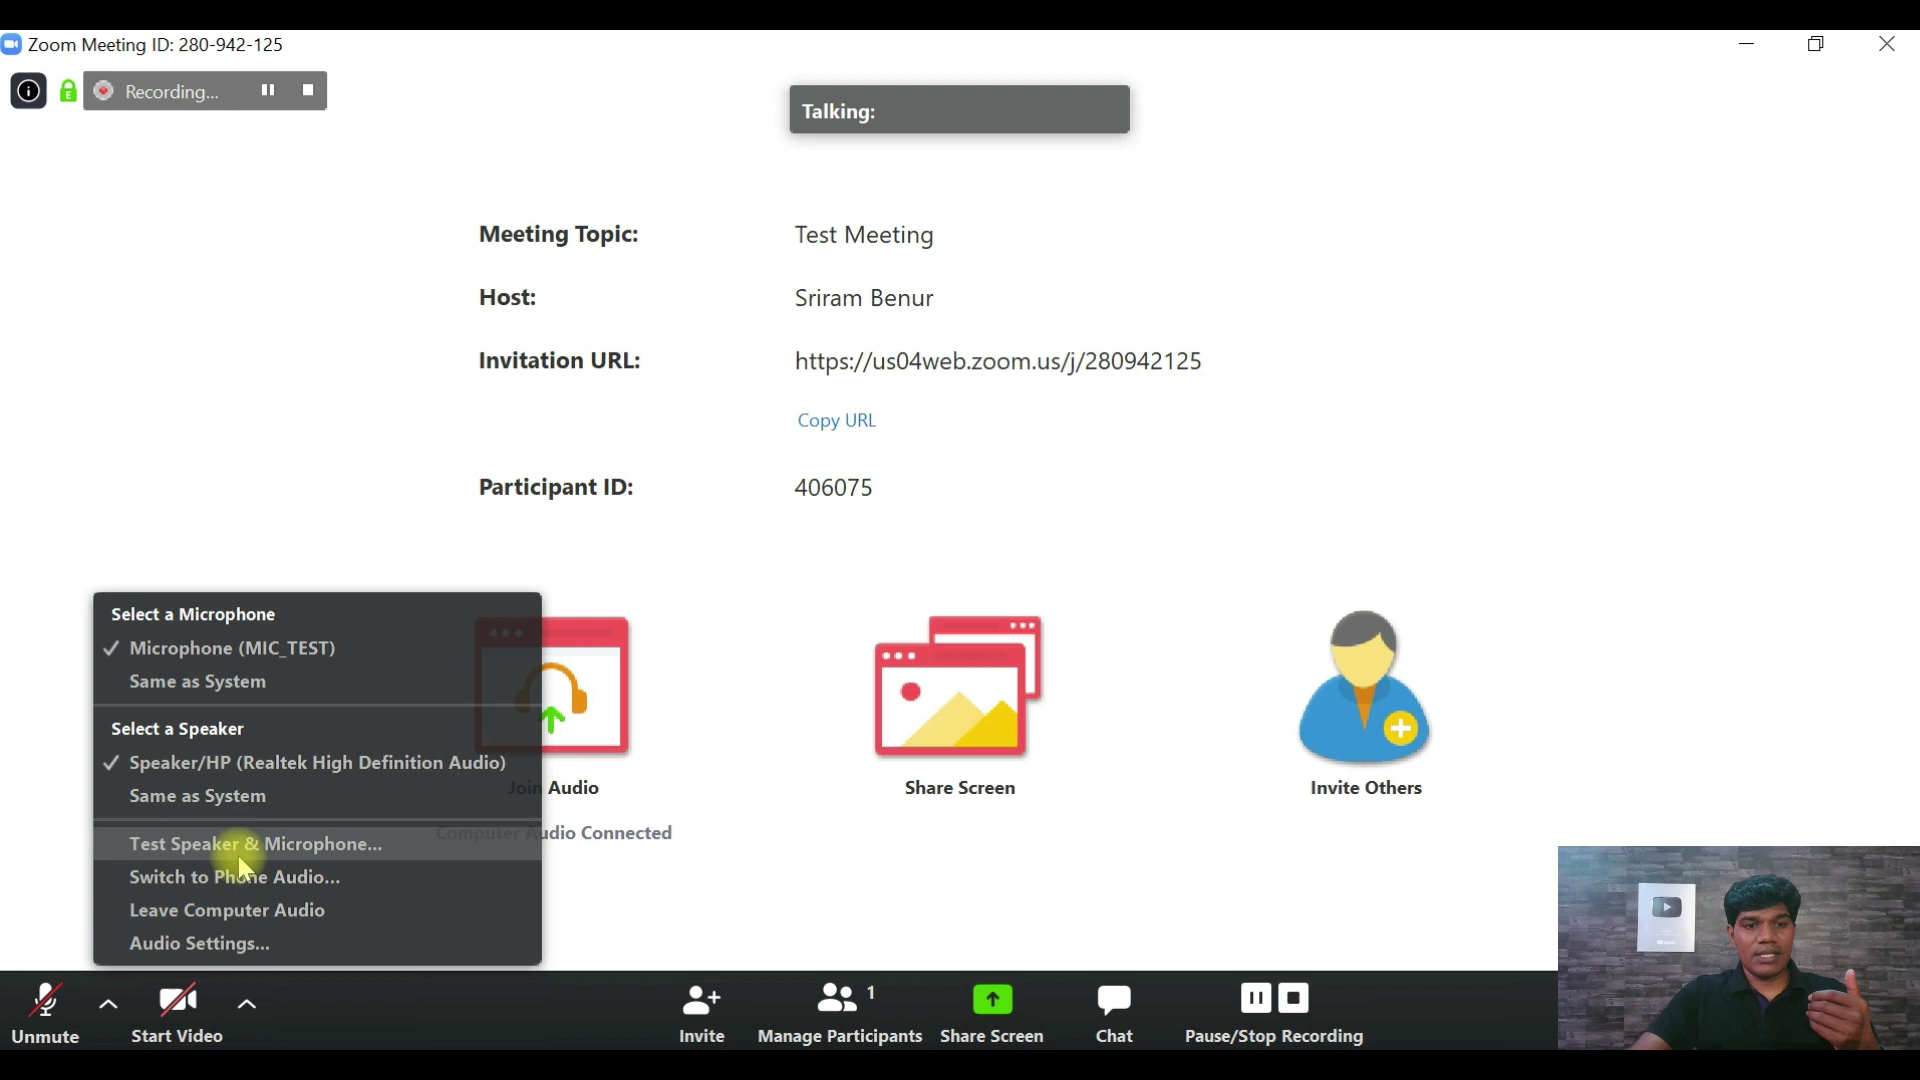 Zoom Meeting ID: 280-942-125
Recording...
Talking:
Meeting Topic: Test Meeting
Host: Sriram Benur
Invitation URL: https://us04web.zoom.us/j/280942125
Copy URL
Participant ID: 406075
Select a Microphone
Microphone (MIC_TEST)
Same as System
Select a Speaker
Speaker/HP (Realtek High Definition Audio)
Same as System
Test Speaker & Microphone...
Switch to Phone Audio...
Leave Computer Audio
Audio Settings...
Join Audio
Computer Audio Connected
Share Screen
Invite Others
Unmute
Start Video
Invite
1
Manage Participants
Share Screen
Chat
Pause/Stop Recording